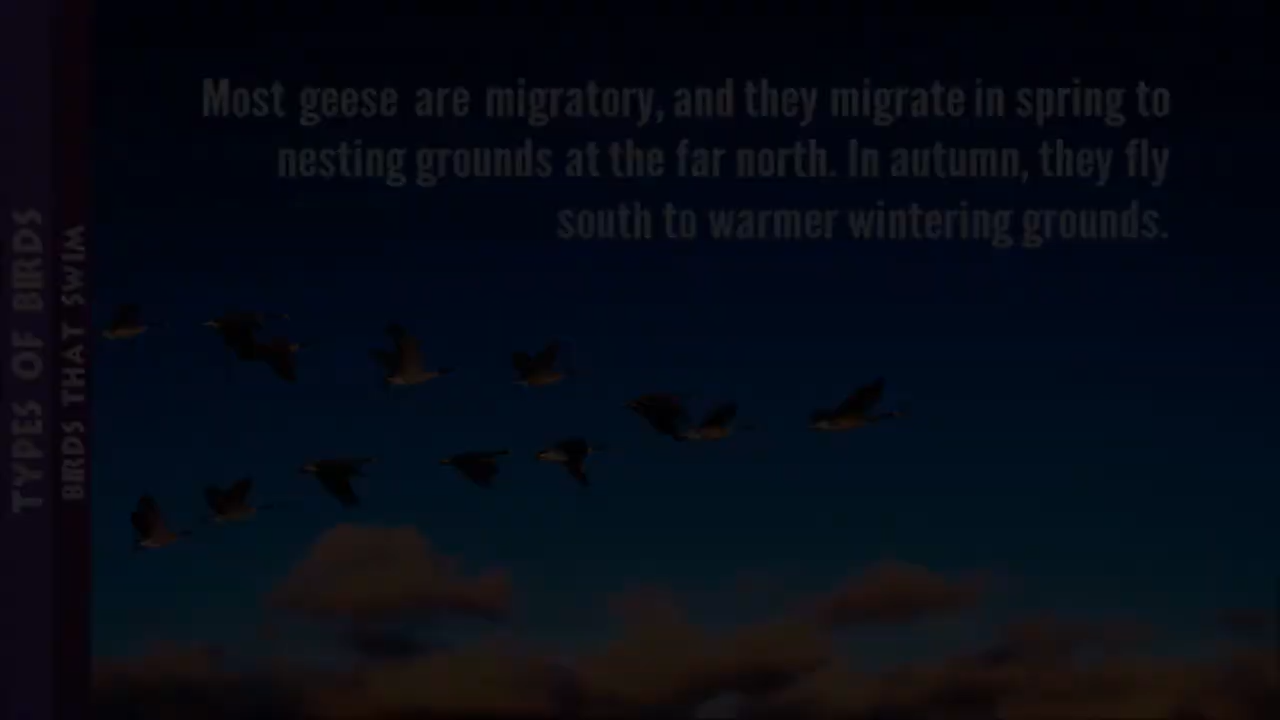 TYPES OF BIRDS
BIRDS THAT SWIM
Most geese are migratory, and they migrate in spring to
nesting grounds at the far north. In autumn, they fly
south to warmer wintering grounds.